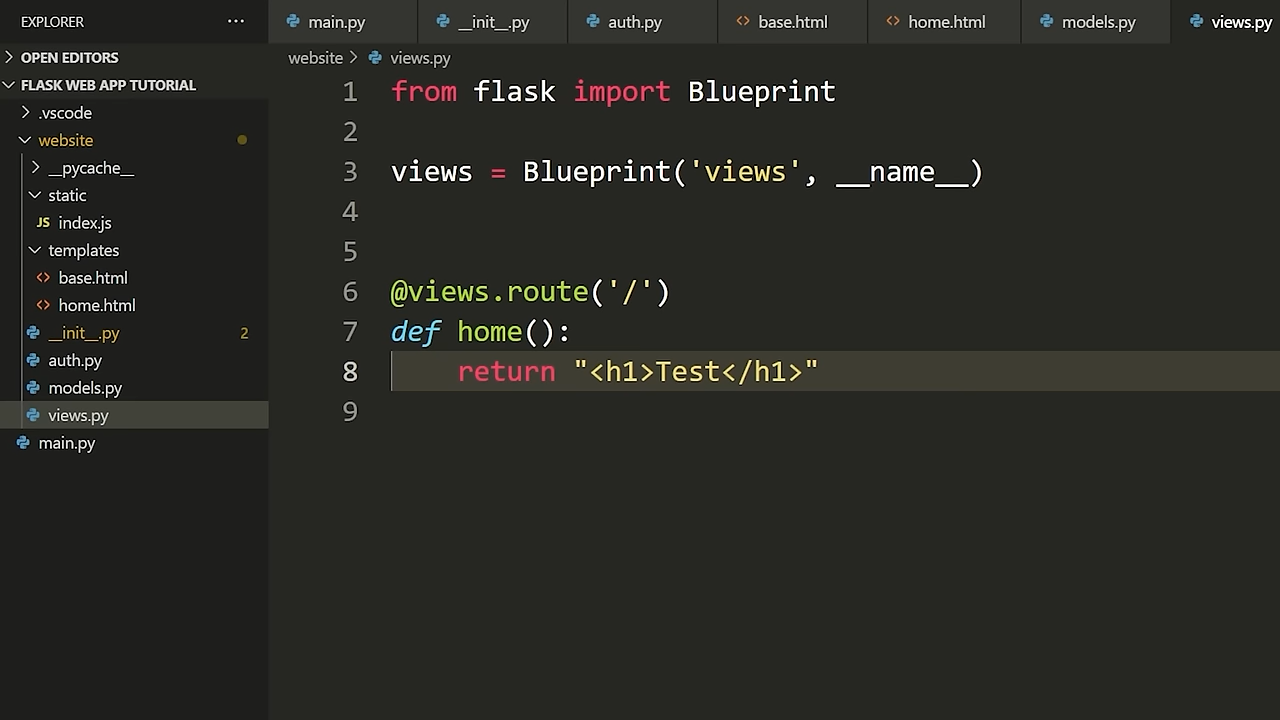 EXPLORER ...
OPEN EDITORS
FLASK WEB APP TUTORIAL
.vscode
website
__pycache__
static
JS index.js
templates
<> base.html
<> home.html
__init__.py 2
auth.py
models.py
views.py
main.py
main.py __init__.py auth.py <> base.html <> home.html models.py views.py
website > views.py
1 from flask import Blueprint
2
3 views = Blueprint('views', __name__)
4
5
6 @views.route('/')
7 def home():
8     return "<h1>Test</h1>"
9